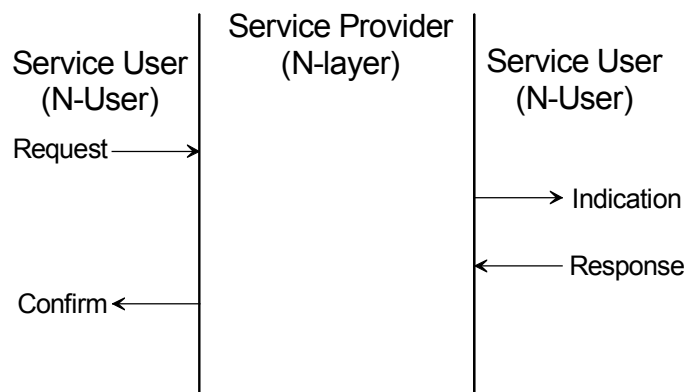 Service Provider
(N-layer)
Service User
(N-User)
Service User
(N-User)
Request
Indication
Response
Confirm